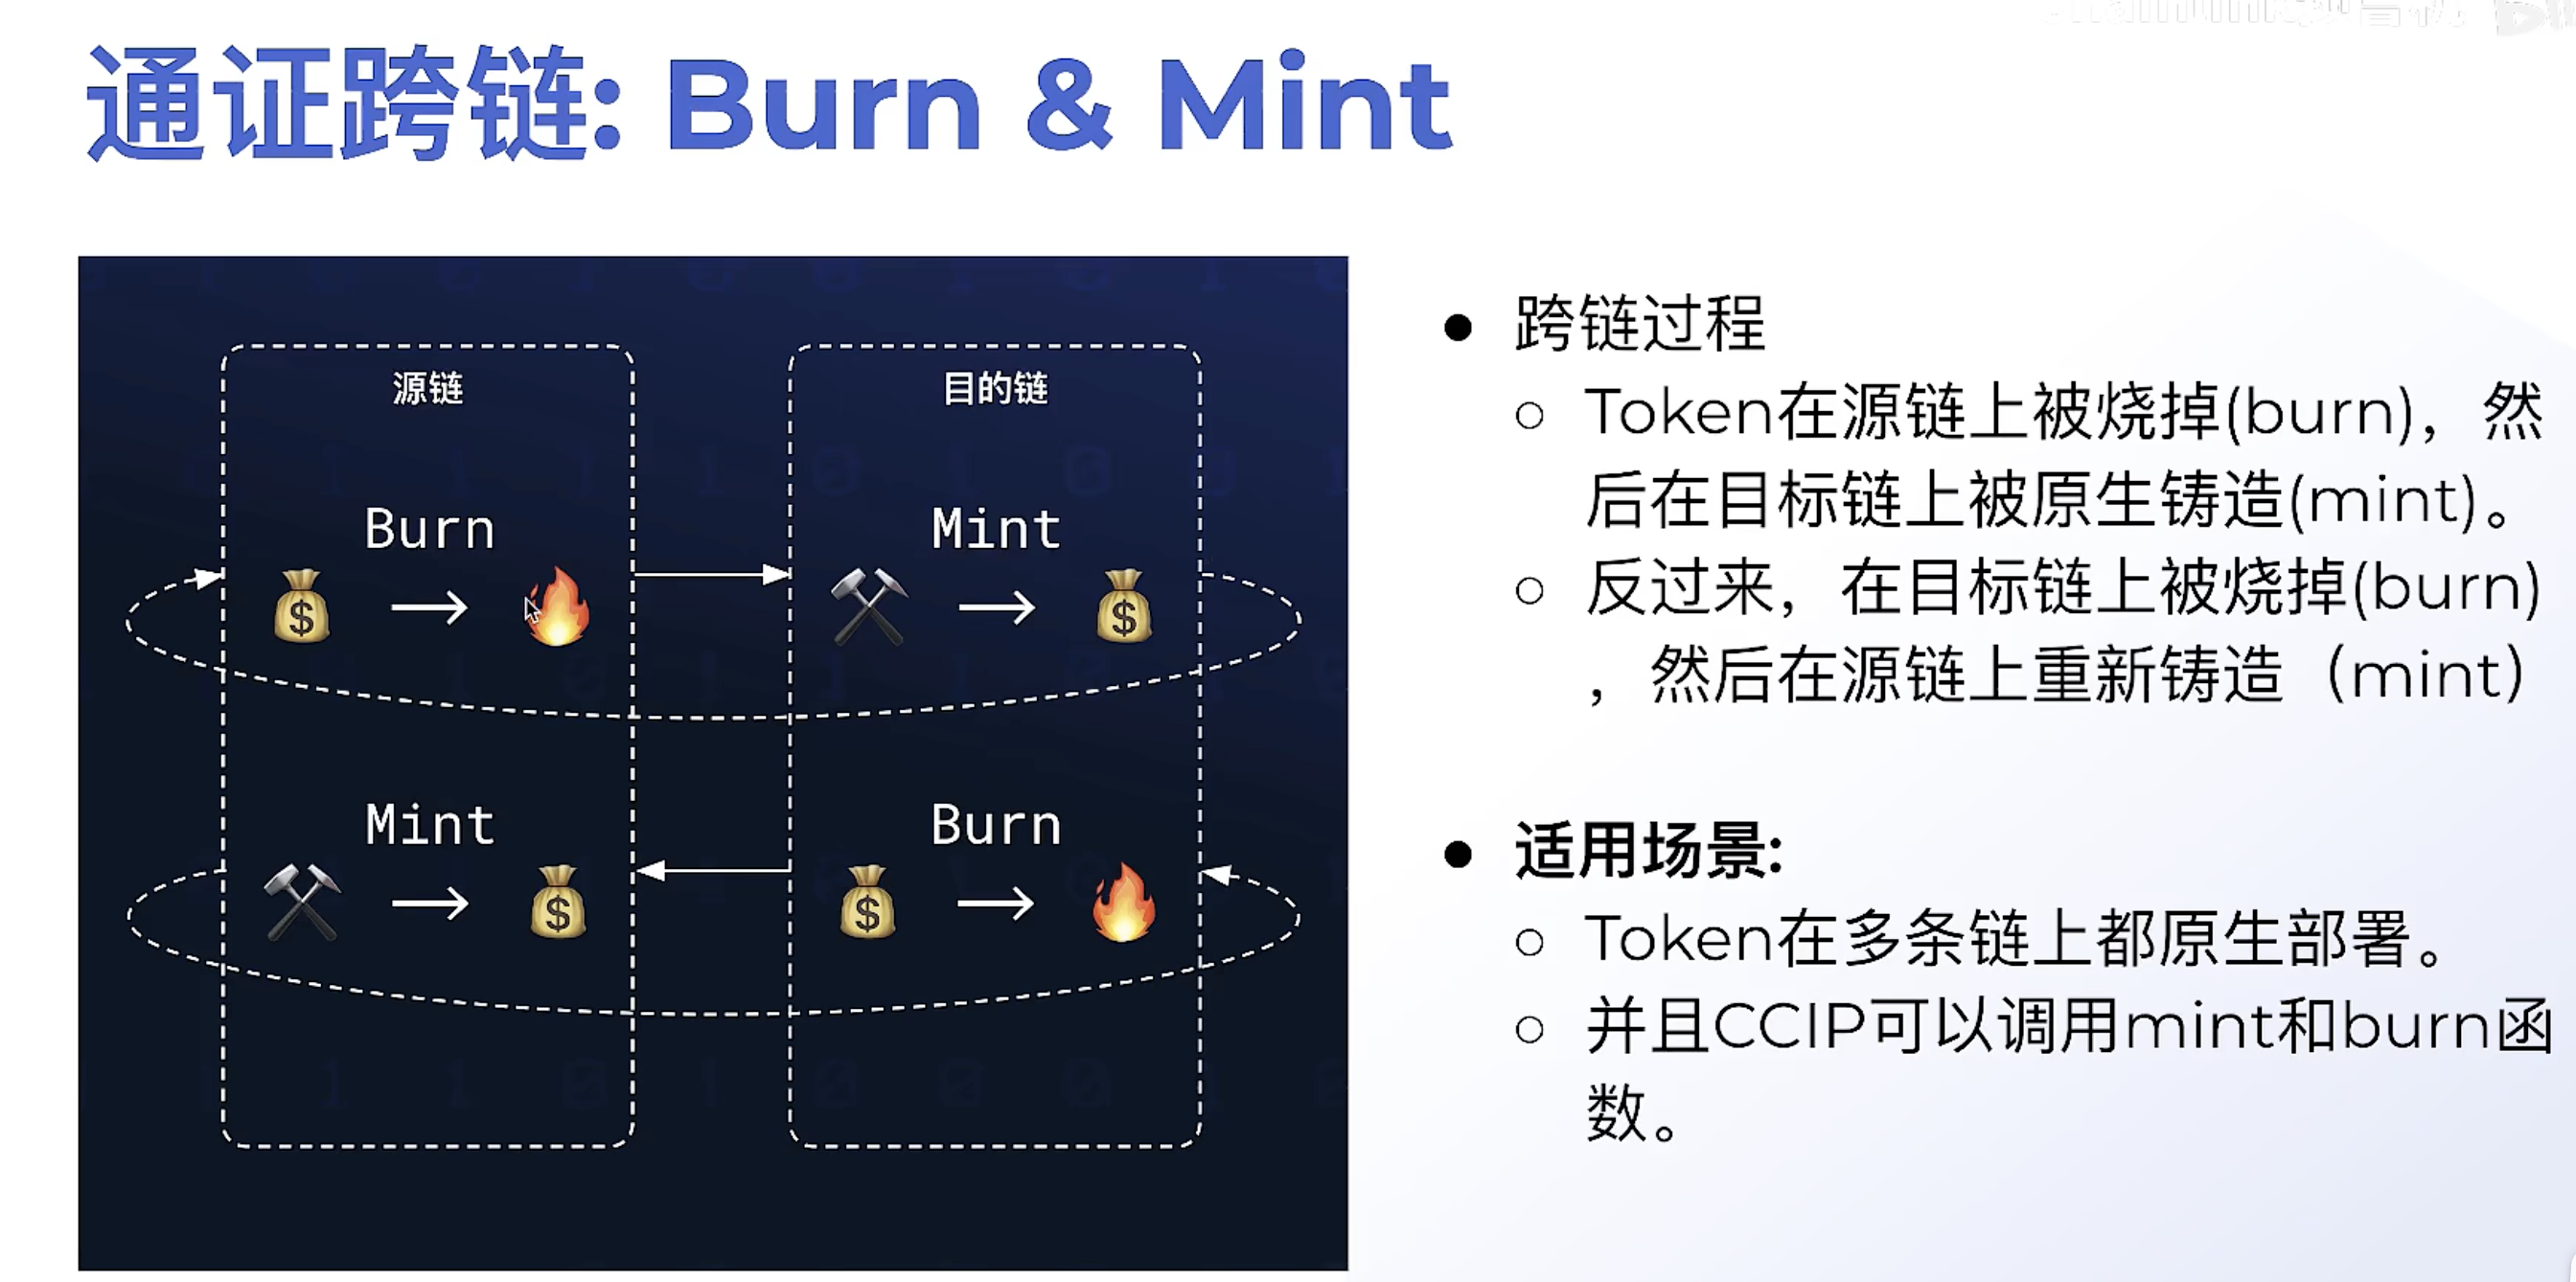 通证跨链: Burn & Mint
源链
目的链
Burn
Mint
Mint
Burn
跨链过程
Token在源链上被烧掉(burn)，然
后在目标链上被原生铸造(mint)。
反过来，在目标链上被烧掉(burn)
，然后在源链上重新铸造（mint）
适用场景:
Token在多条链上都原生部署。
并且CCIP可以调用mint和burn函
数。